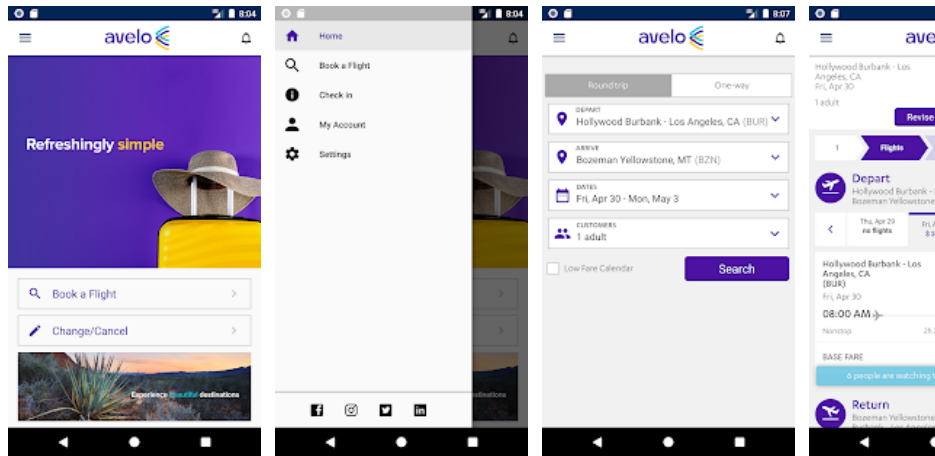 8:04
avelo
Refreshingly simple
Book a Flight
Change/Cancel
Experience beautiful destinations
8:04
Home
Book a Flight
Check in
My Account
Settings
8:07
avelo
Roundtrip
One-way
DEPART
Hollywood Burbank - Los Angeles, CA (BUR)
ARRIVE
Bozeman Yellowstone, MT (BZN)
DATES
Fri, Apr 30 - Mon, May 3
CUSTOMERS
1 adult
Low Fare Calendar
Search
ave
Hollywood Burbank - Los
Angeles, CA
Fri, Apr 30
1 adult
Revise
1
Flights
Depart
Hollywood Burbank -
Bozeman Yellowstone
Thu, Apr 29
no flights
Hollywood Burbank - Los
Angeles, CA
(BUR)
Fri, Apr 30
08:00 AM
Nonstop
BASE FARE
6 people are watching
Return
Bozeman Yellowstone